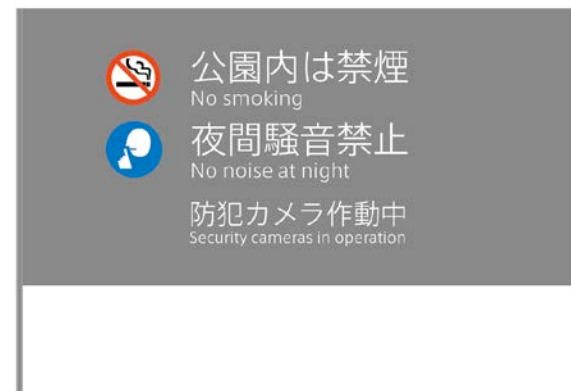 公園内は禁煙
No smoking
夜間騒音禁止
No noise at night
防犯カメラ作動中
Security cameras in operation